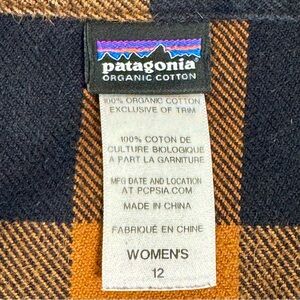 patagonia
ORGANIC COTTON
100% ORGANIC COTTON
EXCLUSIVE OF TRIM
100% COTON DE
CULTURE BIOLOGIQUE
A PART LA GARNITURE
MFG DATE AND LOCATION
AT PCPSIA.COM
MADE IN CHINA
FABRIQUÉ EN CHINE
WOMEN'S
12